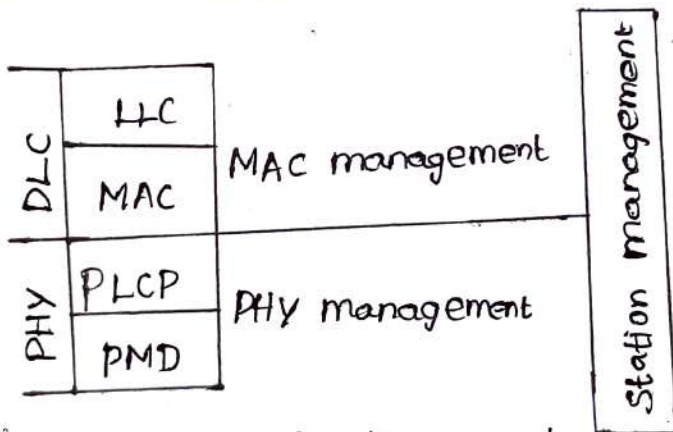 DLC
LLC
MAC
MAC management
PHY
PLCP
PMD
PHY management
Station management